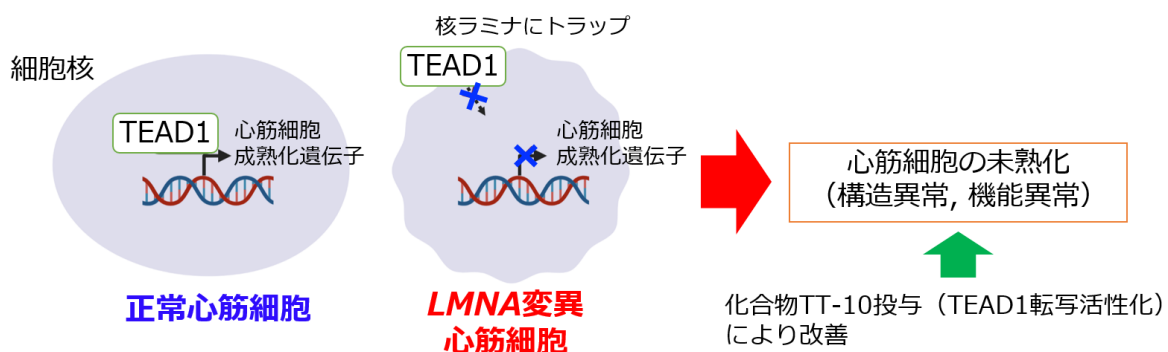 細胞核
TEAD1
心筋細胞
成熟化遺伝子
正常心筋細胞
核ラミナにトラップ
TEAD1
心筋細胞
成熟化遺伝子
LMNA変異
心筋細胞
心筋細胞の未熟化
（構造異常, 機能異常）
化合物TT-10投与（TEAD1転写活性化）
により改善